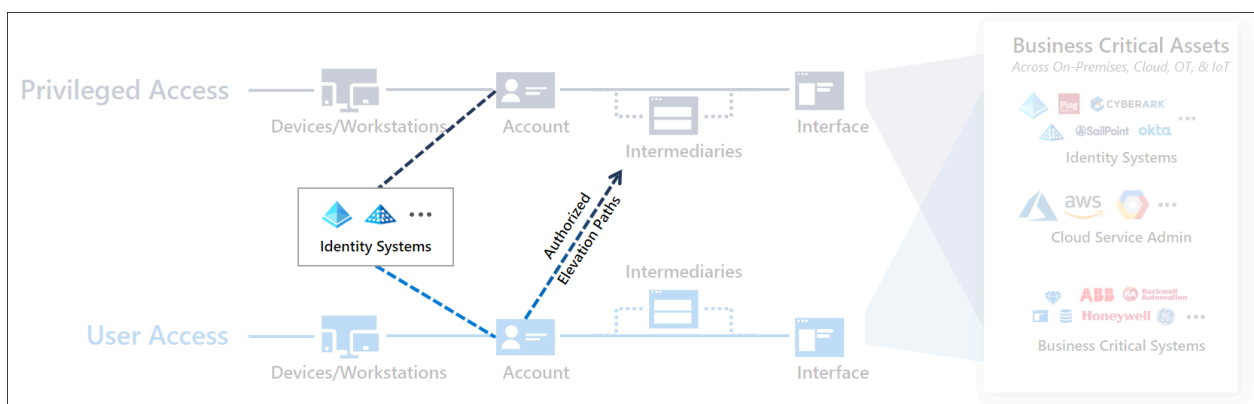 Business Critical Assets
Across On-Premises, Cloud, OT, & IoT
Privileged Access
Devices/Workstations
Account
Intermediaries
Interface
Ping
CYBERARK
SailPoint
okta
...
Identity Systems
Identity Systems
...
Authorized
Elevation Paths
aws
...
Cloud Service Admin
Intermediaries
User Access
Devices/Workstations
Account
Interface
ABB
Rockwell
Automation
Honeywell
GE
...
Business Critical Systems